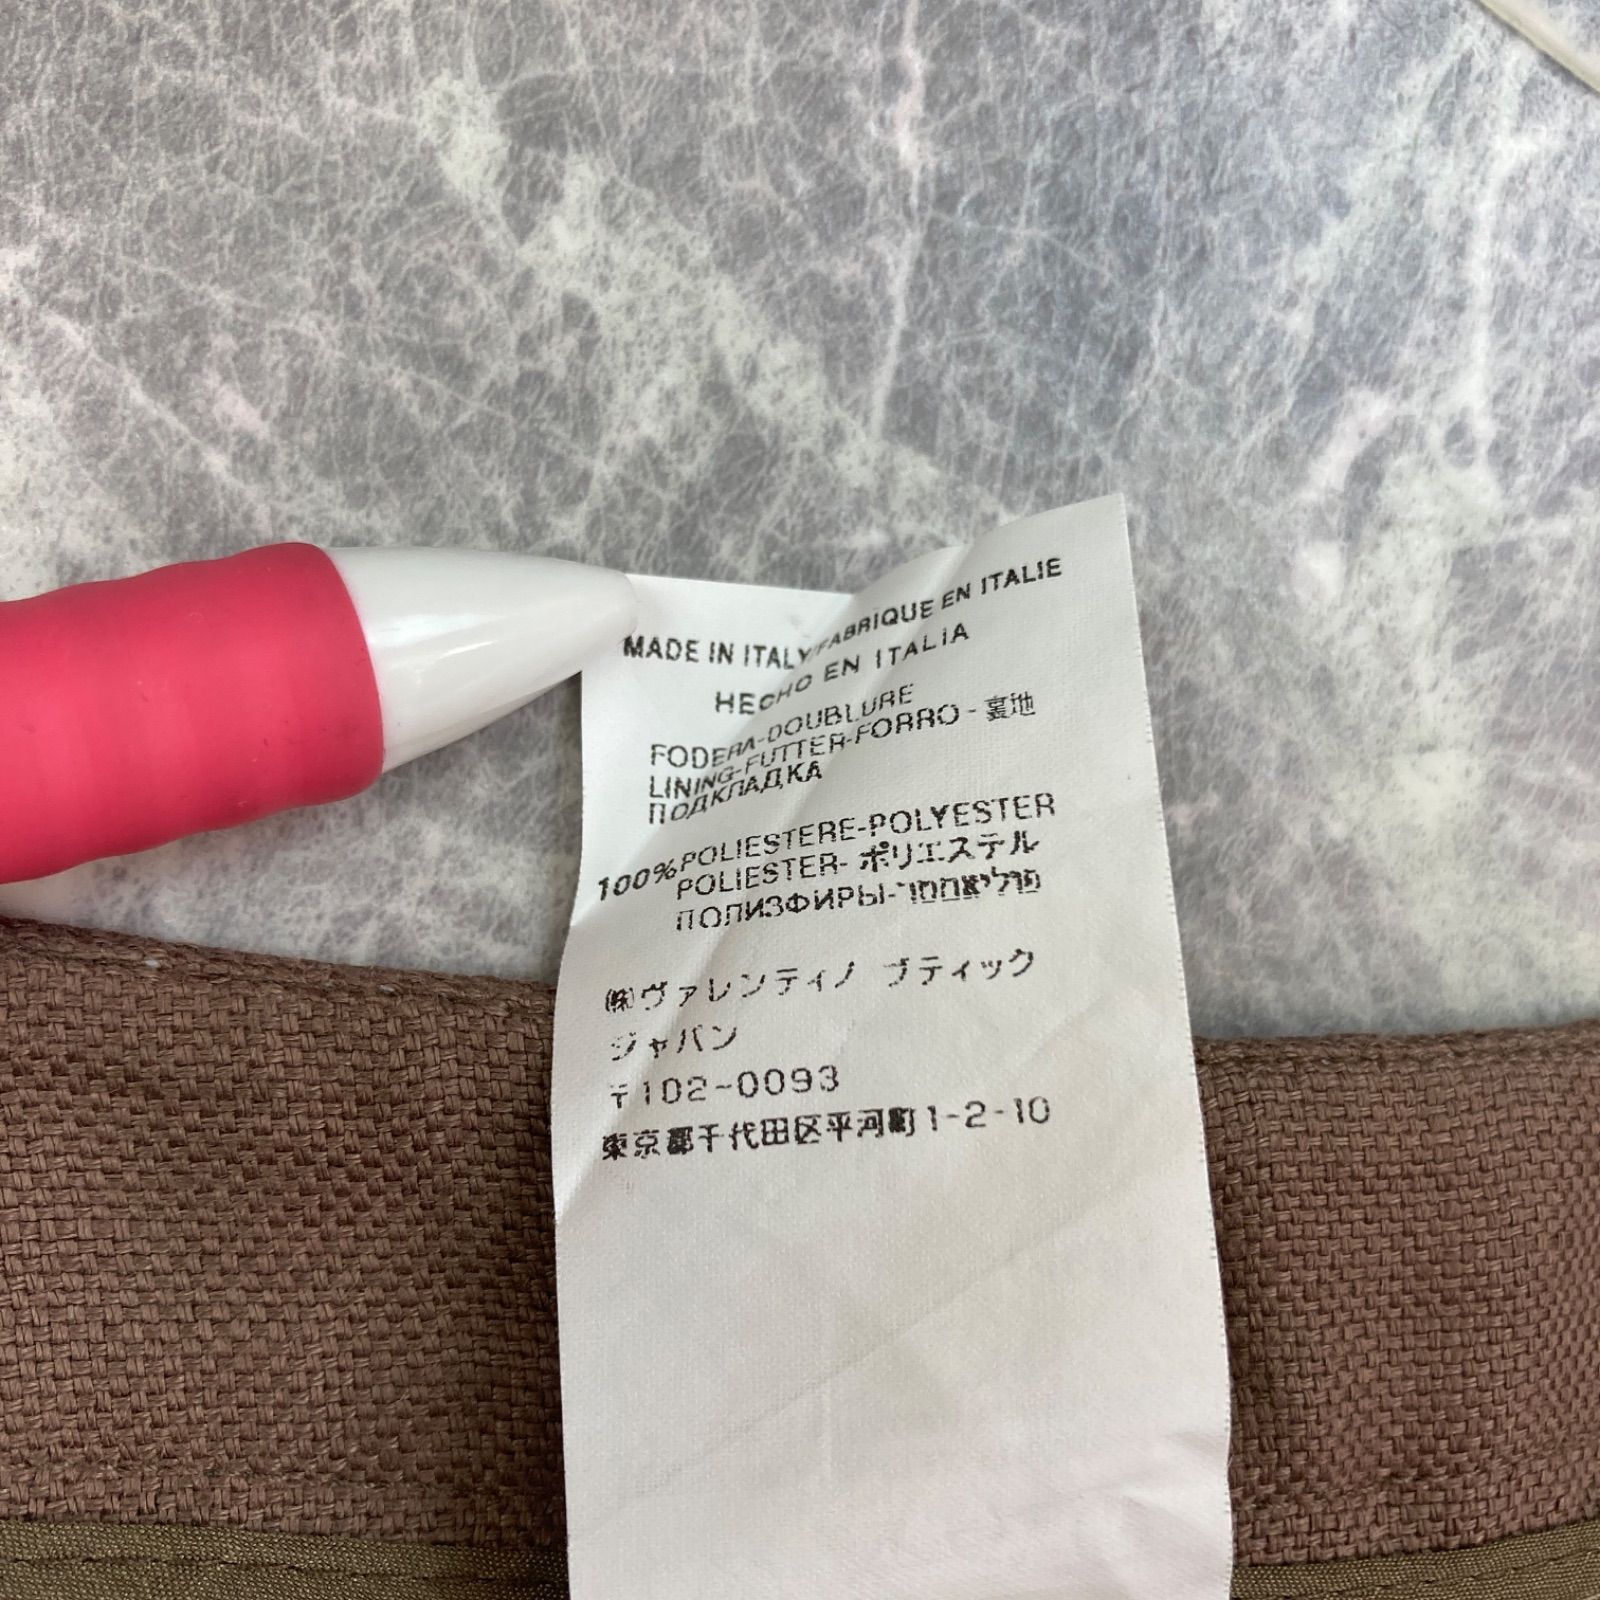 MADE IN ITALY/FABRIQUE EN ITALIE
HECHO EN ITALIA
FODERA-DOUBLURE
LINING-FUTTER-FORRO - 裏地
ПОДКЛАДКА
100% POLIESTERE-POLYESTER
POLIESTER- ポリエステル
ПОЛИЭФИРЫ-פוליאסטר
㈱ヴァレンティノ ブティック
ジャパン
〒102-0093
東京都千代田区平河町1-2-10